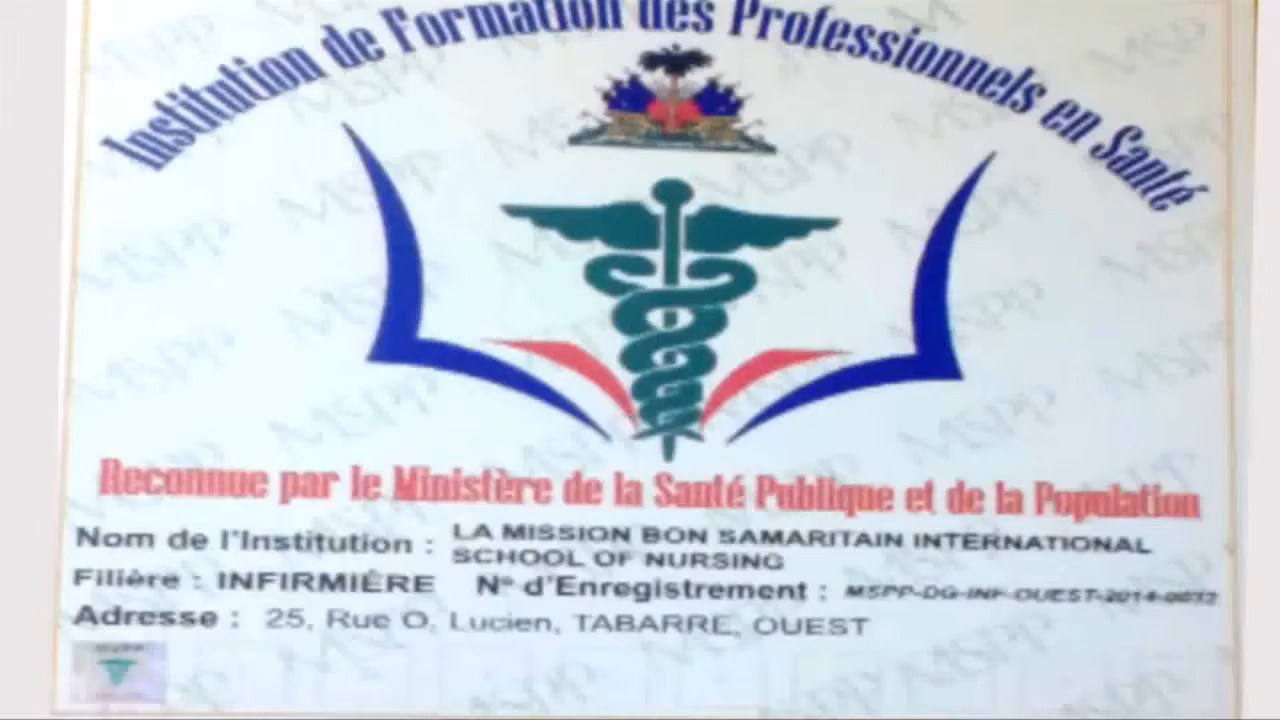 Institution de Formation des Professionnels en Santé
Reconnue par le Ministère de la Santé Publique et de la Population
Nom de l'Institution : LA MISSION BON SAMARITAIN INTERNATIONAL
SCHOOL OF NURSING
Filière : INFIRMIÈRE N° d'Enregistrement : MSPP-DG-INF-OUEST-2014-0032
Adresse : 25, Rue O. Lucien, TABARRE, OUEST
MSPP